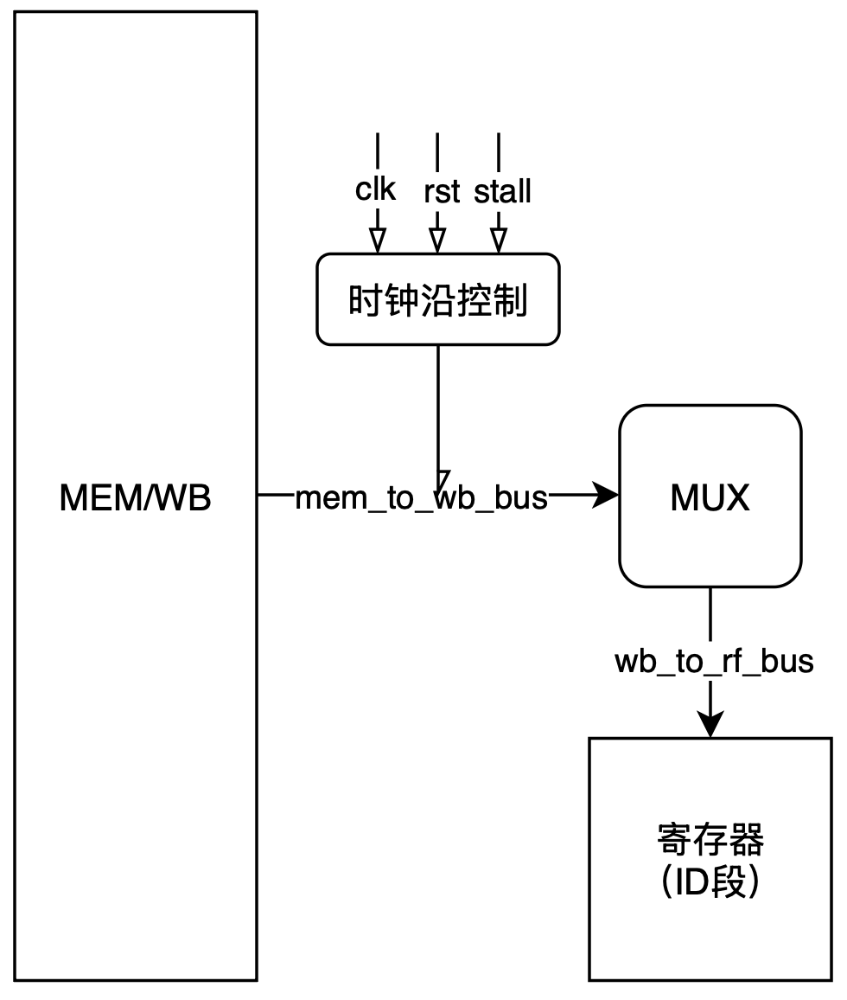 clk
rst
stall
时钟沿控制
MEM/WB
mem_to_wb_bus
MUX
wb_to_rf_bus
寄存器
(ID段)